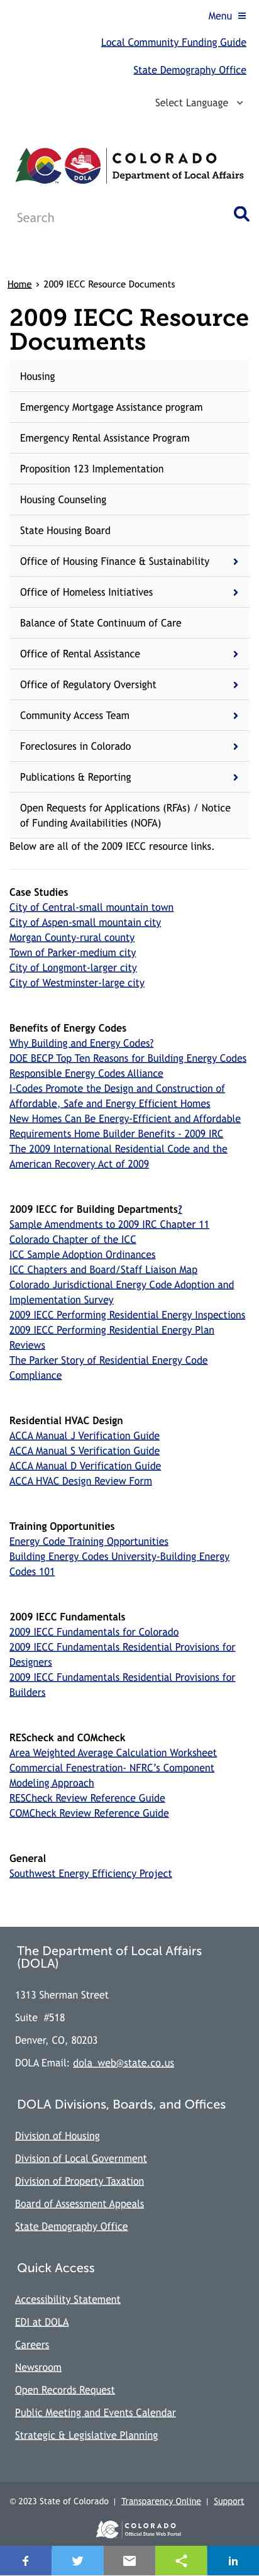 Menu
Local Community Funding Guide
State Demography Office
Select Language
COLORADO
Department of Local Affairs
Search
Home › 2009 IECC Resource Documents
2009 IECC Resource
Documents
Housing
Emergency Mortgage Assistance program
Emergency Rental Assistance Program
Proposition 123 Implementation
Housing Counseling
State Housing Board
Office of Housing Finance & Sustainability
Office of Homeless Initiatives
Balance of State Continuum of Care
Office of Rental Assistance
Office of Regulatory Oversight
Community Access Team
Foreclosures in Colorado
Publications & Reporting
Open Requests for Applications (RFAs) / Notice
of Funding Availabilities (NOFA)
Below are all of the 2009 IECC resource links.
Case Studies
City of Central-small mountain town
City of Aspen-small mountain city
Morgan County-rural county
Town of Parker-medium city
City of Longmont-larger city
City of Westminster-large city
Benefits of Energy Codes
Why Building and Energy Codes?
DOE BECP Top Ten Reasons for Building Energy Codes
Responsible Energy Codes Alliance
I-Codes Promote the Design and Construction of
Affordable, Safe and Energy Efficient Homes
New Homes Can Be Energy-Efficient and Affordable
Requirements Home Builder Benefits - 2009 IRC
The 2009 International Residential Code and the
American Recovery Act of 2009
2009 IECC for Building Departments?
Sample Amendments to 2009 IRC Chapter 11
Colorado Chapter of the ICC
ICC Sample Adoption Ordinances
ICC Chapters and Board/Staff Liaison Map
Colorado Jurisdictional Energy Code Adoption and
Implementation Survey
2009 IECC Performing Residential Energy Inspections
2009 IECC Performing Residential Energy Plan
Reviews
The Parker Story of Residential Energy Code
Compliance
Residential HVAC Design
ACCA Manual J Verification Guide
ACCA Manual S Verification Guide
ACCA Manual D Verification Guide
ACCA HVAC Design Review Form
Training Opportunities
Energy Code Training Opportunities
Building Energy Codes University-Building Energy
Codes 101
2009 IECC Fundamentals
2009 IECC Fundamentals for Colorado
2009 IECC Fundamentals Residential Provisions for
Designers
2009 IECC Fundamentals Residential Provisions for
Builders
REScheck and COMcheck
Area Weighted Average Calculation Worksheet
Commercial Fenestration- NFRC's Component
Modeling Approach
RESCheck Review Reference Guide
COMCheck Review Reference Guide
General
Southwest Energy Efficiency Project
The Department of Local Affairs
(DOLA)
1313 Sherman Street
Suite #518
Denver, CO, 80203
DOLA Email: dola_web@state.co.us
DOLA Divisions, Boards, and Offices
Division of Housing
Division of Local Government
Division of Property Taxation
Board of Assessment Appeals
State Demography Office
Quick Access
Accessibility Statement
EDI at DOLA
Careers
Newsroom
Open Records Request
Public Meeting and Events Calendar
Strategic & Legislative Planning
© 2023 State of Colorado | Transparency Online | Support
COLORADO
Official State Web Portal